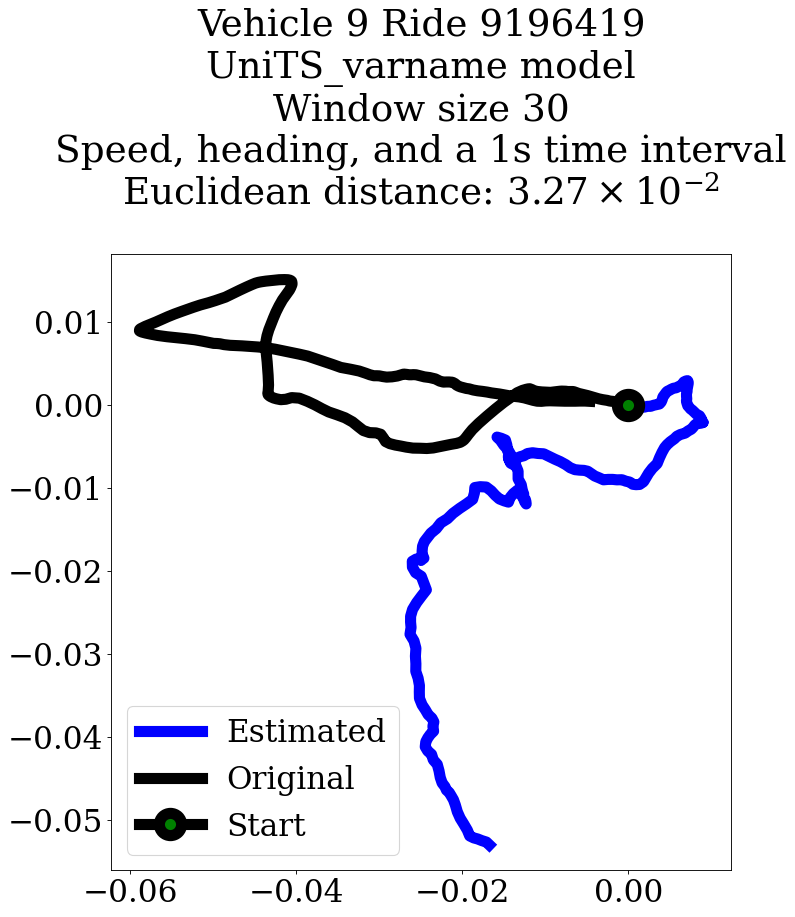 Vehicle 9 Ride 9196419
UniTS_varname model
Window size 30
Speed, heading, and a 1s time interval
Euclidean distance: 3.27 × 10⁻²
0.01
0.00
−0.01
−0.02
−0.03
−0.04
−0.05
Estimated
Original
Start
−0.06 −0.04 −0.02 0.00